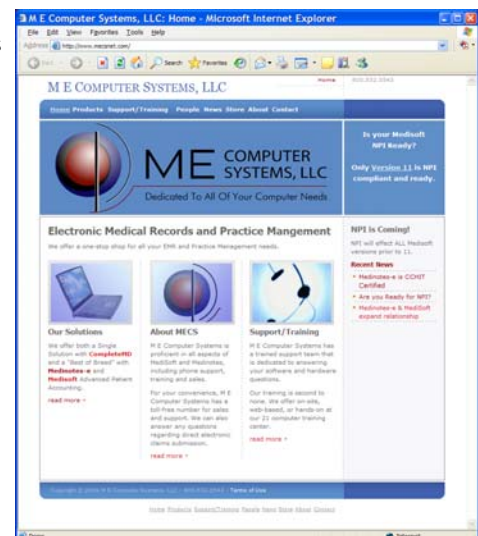 M E Computer Systems, LLC: Home - Microsoft Internet Explorer
File Edit View Favorites Tools Help
Address http://www.mecsnet.com/
Back Search Favorites
M E COMPUTER SYSTEMS, LLC
Home
Home Products Support/Training People News Store About Contact
ME COMPUTER
SYSTEMS, LLC
Dedicated To All Of Your Computer Needs.
Is your Medisoft
NPI Ready?
Only Version 11 is NPI
compliant and ready.
Electronic Medical Records and Practice Mangement
We offer a one-stop shop for all your EMR and Practice Management needs.
Our Solutions
We offer both a Single
Solution with CompleteMD
and a "Best of Breed" with
Medinotes-e and
Medisoft Advanced Patient
Accounting.
read more
About MECS
M E Computer Systems is
proficient in all aspects of
MediSoft and Medinotes,
including phone support,
training and sales.
For your convenience, M E
Computer Systems has a
toll-free number for sales
and support. We can also
answer any questions
regarding direct electronic
claims submission.
read more
Support/Training
M E Computer Systems has
a trained support team that
is dedicated to answering
your software and hardware
questions.
Our training is second to
none. We offer on-site,
web-based, or hands-on at
our 21 computer training
center.
read more
NPI is Coming!
NPI will effect ALL Medisoft
versions prior to 11.
Recent News
Medinotes-e is CCHIT
Certified
Are you Ready for NPI?
Medinotes-e & MediSoft
expand relationship
Terms of Use
Home Products Support/Training People News Store About Contact
Internet